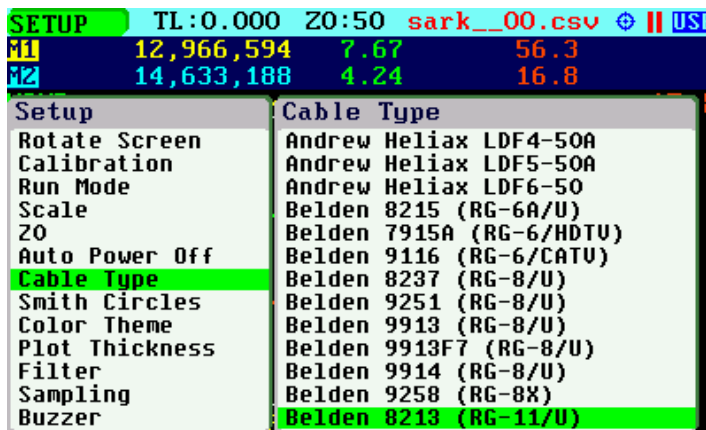 SETUP TL:0.000 Z0:50 sark__00.csv
M1 12,966,594 7.67 56.3
M2 14,633,188 4.24 16.8
Setup
Rotate Screen
Calibration
Run Mode
Scale
Z0
Auto Power Off
Cable Type
Smith Circles
Color Theme
Plot Thickness
Filter
Sampling
Buzzer
Cable Type
Andrew Heliax LDF4-50A
Andrew Heliax LDF5-50A
Andrew Heliax LDF6-50
Belden 8215 (RG-6A/U)
Belden 7915A (RG-6/HDTV)
Belden 9116 (RG-6/CATV)
Belden 8237 (RG-8/U)
Belden 9251 (RG-8/U)
Belden 9913 (RG-8/U)
Belden 9913F7 (RG-8/U)
Belden 9914 (RG-8/U)
Belden 9258 (RG-8X)
Belden 8213 (RG-11/U)